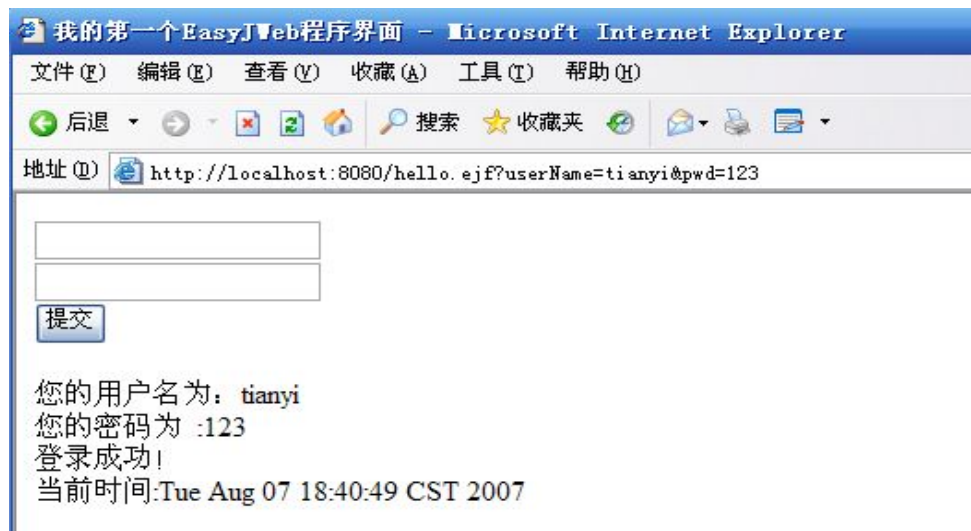 我的第一个EasyJWeb程序界面 - Microsoft Internet Explorer
文件(F) 编辑(E) 查看(V) 收藏(A) 工具(T) 帮助(H)
后退 搜索 收藏夹
地址(D) http://localhost:8080/hello.ejf?userName=tianyi&pwd=123
提交
您的用户名为：tianyi
您的密码为 :123
登录成功!
当前时间:Tue Aug 07 18:40:49 CST 2007